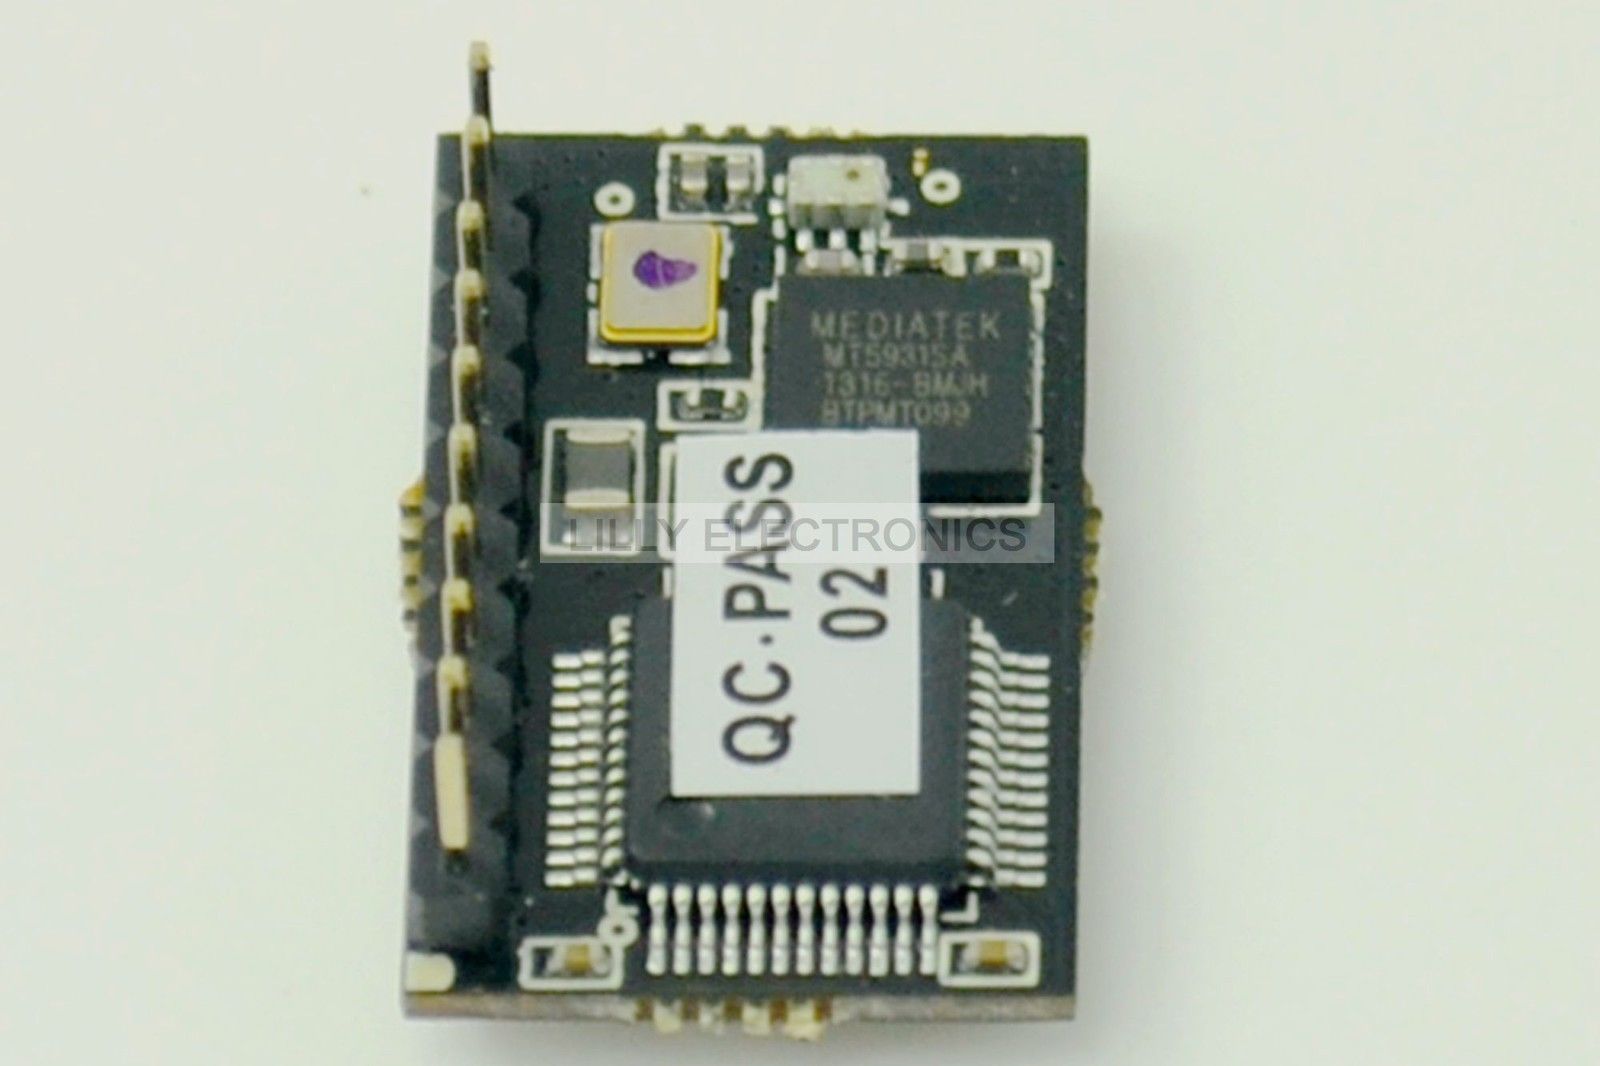 MEDIATEK
MT5931SA
1316-BMJH
BTPMT099
QC.PASS
02
LILLY ELECTRONICS